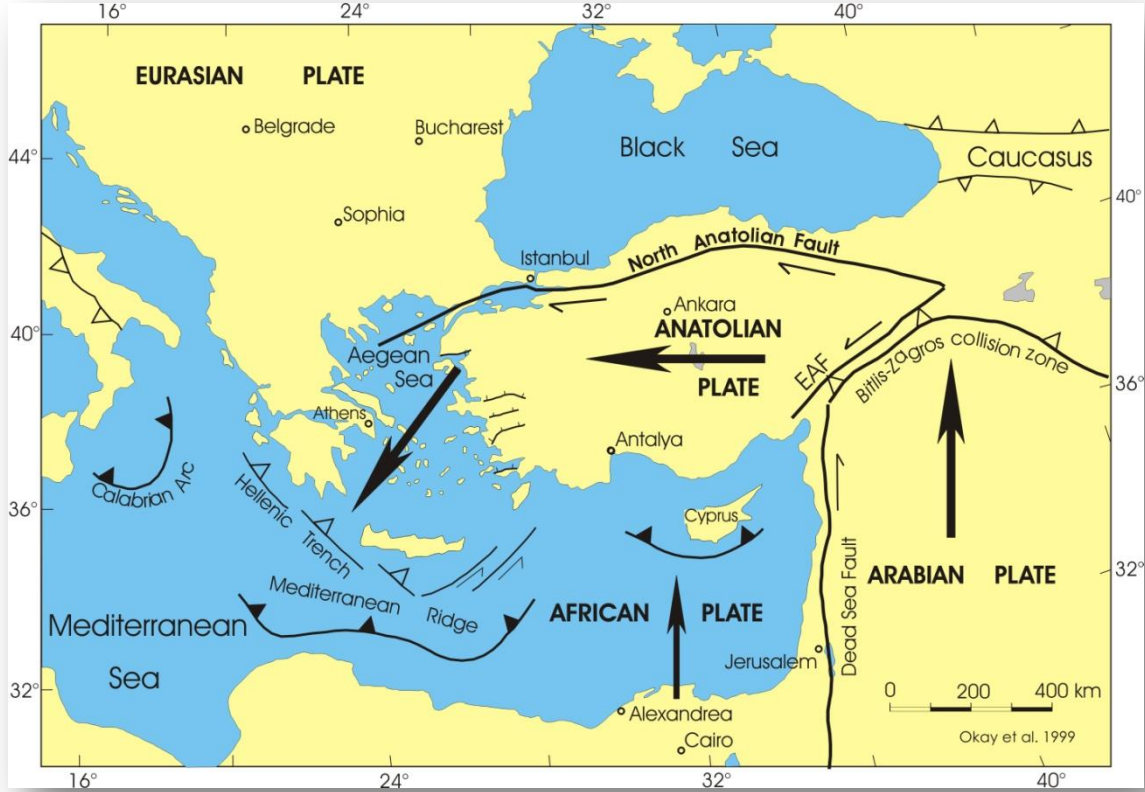 16°
24°
32°
40°
EURASIAN PLATE
Belgrade
Bucharest
Black Sea
Caucasus
44°
40°
Sophia
Istanbul
North Anatolian Fault
Ankara
ANATOLIAN
PLATE
40°
Aegean
Sea
EAF
Bitlis-Zagros collision zone
36°
Athens
Antalya
Calabrian Arc
Hellenic Trench
36°
Cyprus
Mediterranean Ridge
AFRICAN PLATE
ARABIAN PLATE
32°
Mediterranean
Sea
Dead Sea Fault
Jerusalem
32°
Alexandrea
Cairo
0 200 400 km
Okay et al. 1999
16°
24°
32°
40°